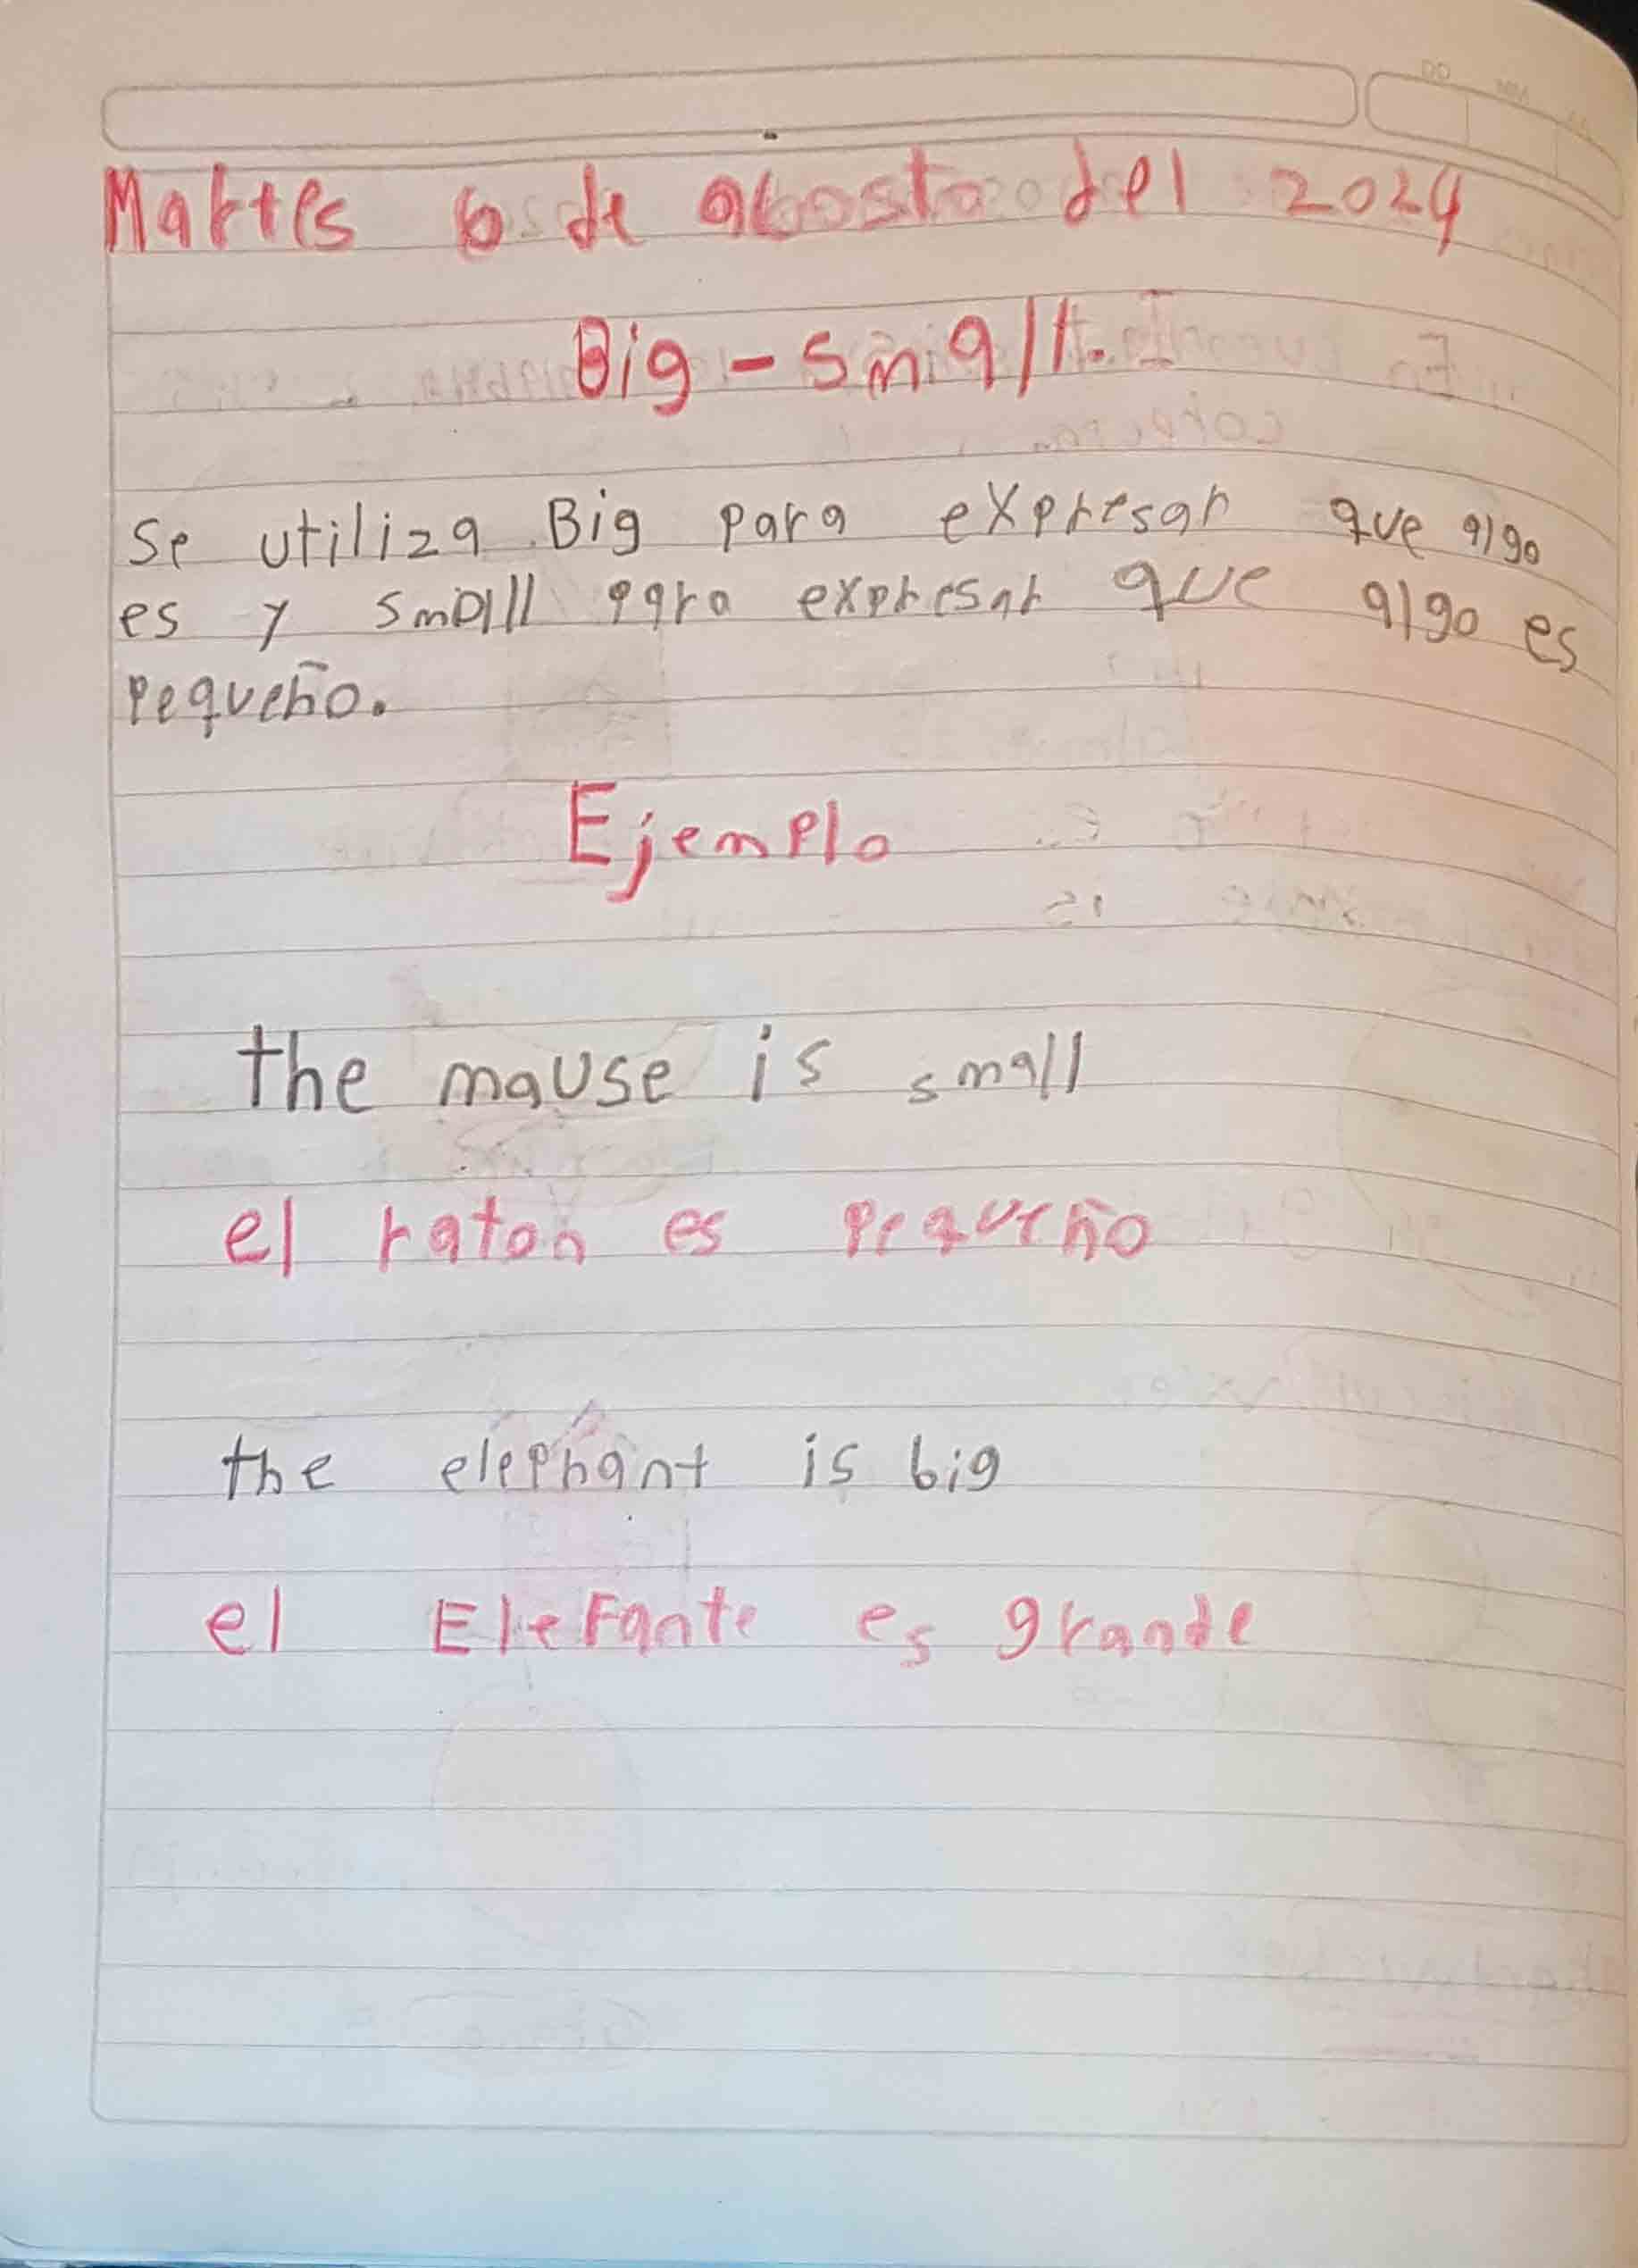 Martes 6 de agosto del 2024
Big - small.
Se utiliza Big para expresar que algo
es y small para expresar que algo es
pequeño.
Ejemplo
the mause is small
el raton es pequeño
the elephant is big
el Elefante es grande